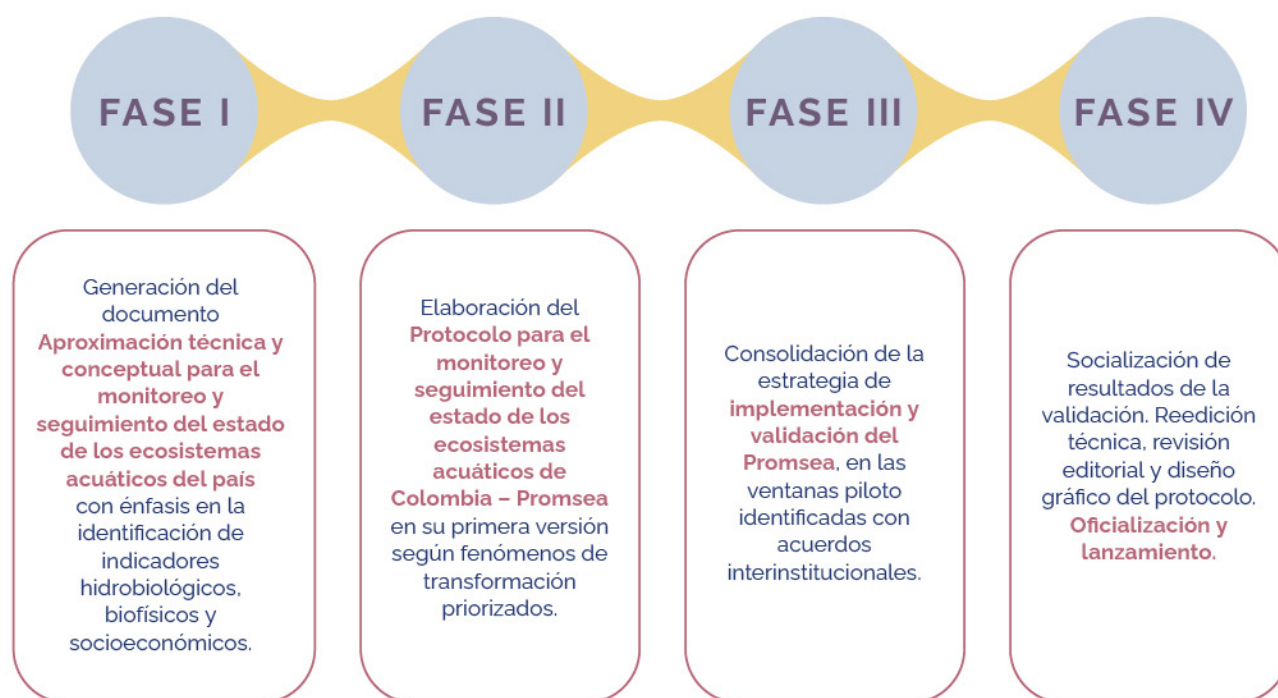 FASE I
FASE II
FASE III
FASE IV
Generación del
documento
Aproximación técnica y
conceptual para el
monitoreo y
seguimiento del estado
de los ecosistemas
acuáticos del país
con énfasis en la
identificación de
indicadores
hidrobiológicos,
biofísicos y
socioeconómicos.
Elaboración del
Protocolo para el
monitoreo y
seguimiento del
estado de los
ecosistemas
acuáticos de
Colombia – Promsea
en su primera versión
según fenómenos de
transformación
priorizados.
Consolidación de la
estrategia de
implementación y
validación del
Promsea, en las
ventanas piloto
identificadas con
acuerdos
interinstitucionales.
Socialización de
resultados de la
validación. Reedición
técnica, revisión
editorial y diseño
gráfico del protocolo.
Oficialización y
lanzamiento.